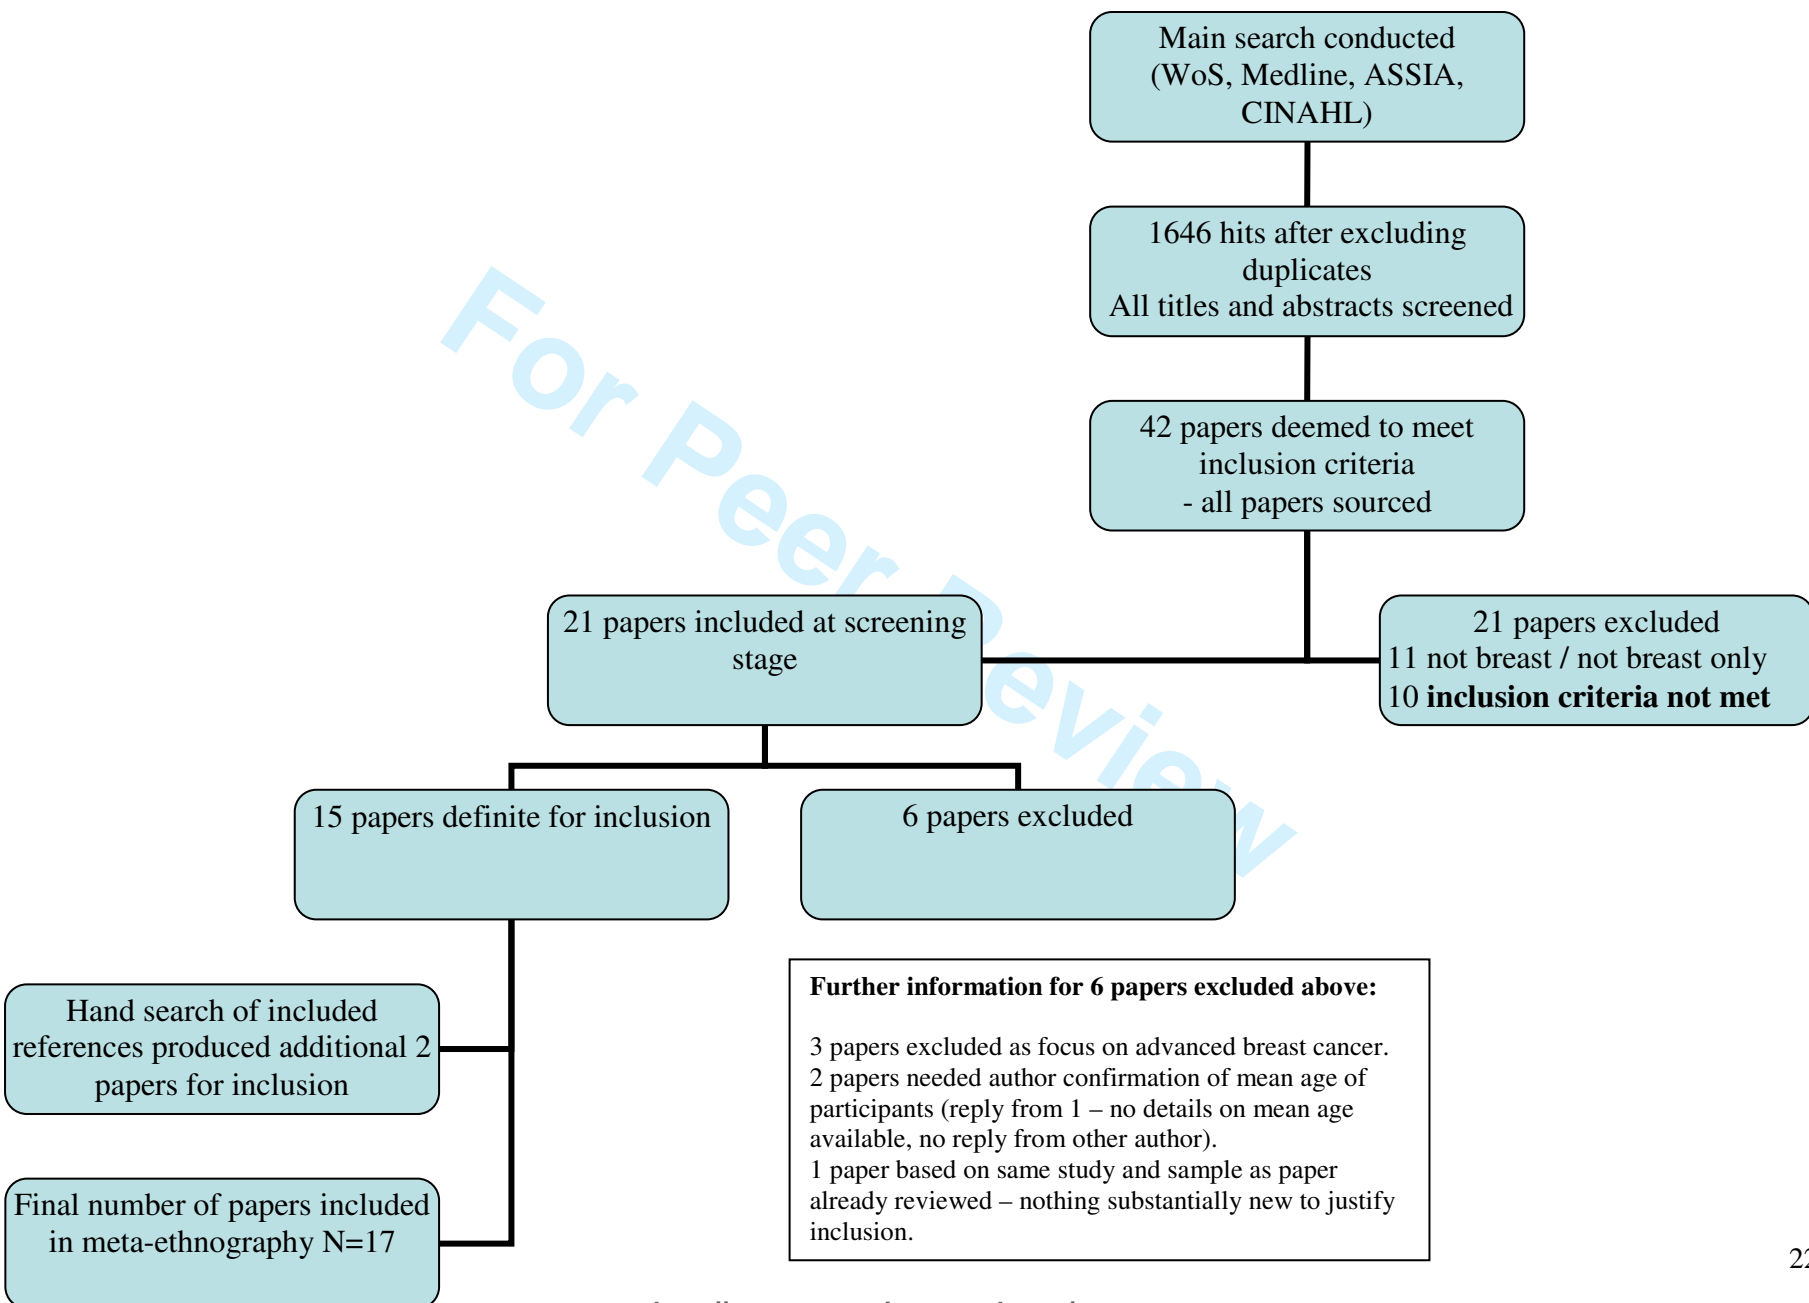 Main search conducted
(WoS, Medline, ASSIA,
CINAHL)
1646 hits after excluding
duplicates
All titles and abstracts screened
42 papers deemed to meet
inclusion criteria
- all papers sourced
21 papers included at screening
stage
21 papers excluded
11 not breast / not breast only
10 inclusion criteria not met
15 papers definite for inclusion
6 papers excluded
Hand search of included
references produced additional 2
papers for inclusion
Final number of papers included
in meta-ethnography N=17
Further information for 6 papers excluded above:
3 papers excluded as focus on advanced breast cancer.
2 papers needed author confirmation of mean age of
participants (reply from 1 – no details on mean age
available, no reply from other author).
1 paper based on same study and sample as paper
already reviewed – nothing substantially new to justify
inclusion.
For Peer Review
22